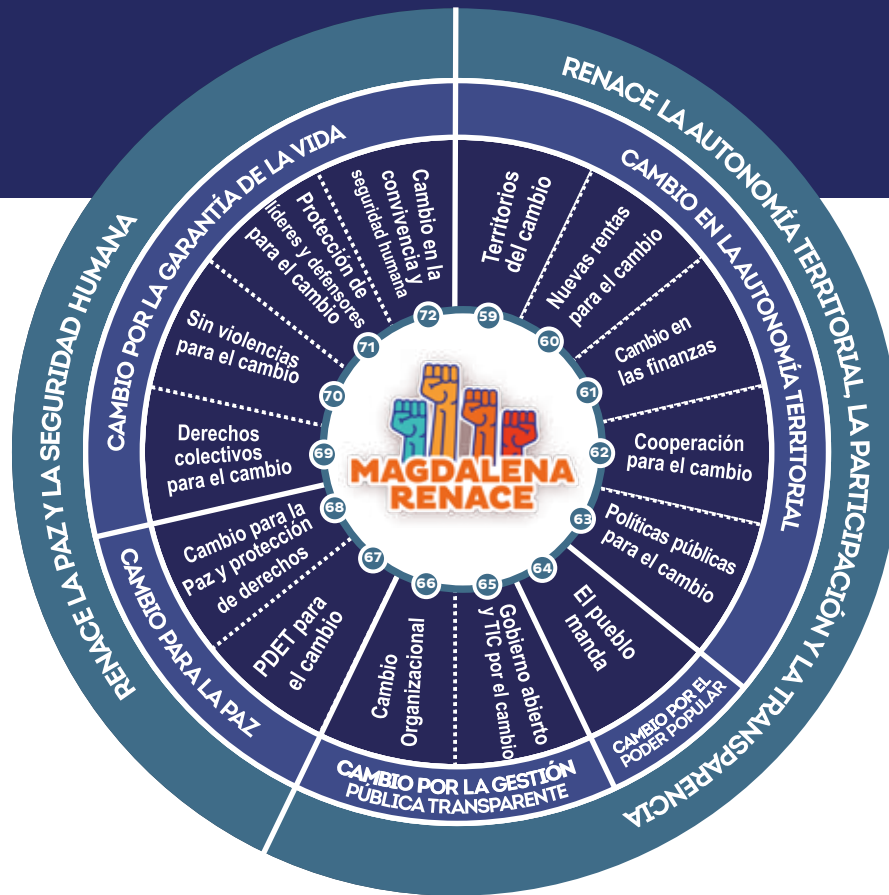 RENACE LA AUTONOMÍA TERRITORIAL, LA PARTICIPACIÓN Y LA TRANSPARENCIA
CAMBIO EN LA AUTONOMÍA TERRITORIAL
Territorios
del cambio
59
Nuevas rentas
para el cambio
60
Cambio en
las finanzas
61
Cooperación
para el cambio
62
Políticas públicas
para el cambio
63
CAMBIO POR EL
PODER POPULAR
El pueblo
manda
64
CAMBIO POR LA GESTIÓN
PÚBLICA TRANSPARENTE
Gobierno abierto
y TIC por el cambio
65
Cambio
Organizacional
66
RENACE LA PAZ Y LA SEGURIDAD HUMANA
CAMBIO PARA LA PAZ
PDET para
el cambio
67
Cambio para la
Paz y protección
de derechos
68
CAMBIO POR LA GARANTÍA DE LA VIDA
Derechos
colectivos
para el cambio
69
Sin violencias
para el cambio
70
Protección de
líderes y defensores
para el cambio
71
Cambio en la
convivencia y
seguridad humana
72
MAGDALENA
RENACE